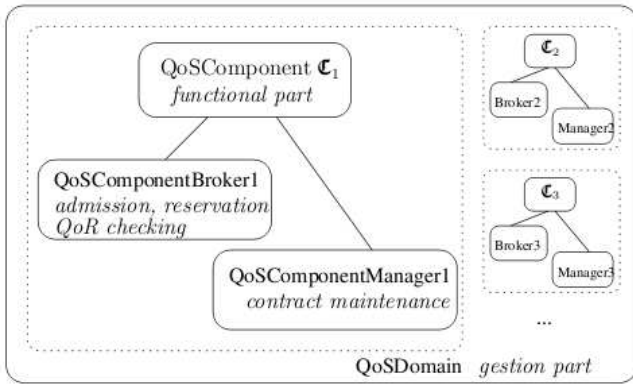 QoSComponent ℭ₁
functional part
QoSComponentBroker1
admission, reservation
QoR checking
QoSComponentManager1
contract maintenance
ℭ₂
Broker2
Manager2
ℭ₃
Broker3
Manager3
...
QoSDomain gestion part